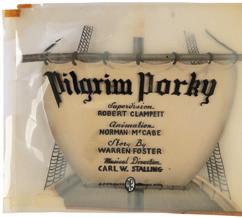 Pilgrim Porky
Supervision
ROBERT CLAMPETT
Animation
NORMAN McCABE
Story By
WARREN FOSTER
Musical Direction
CARL W. STALLING